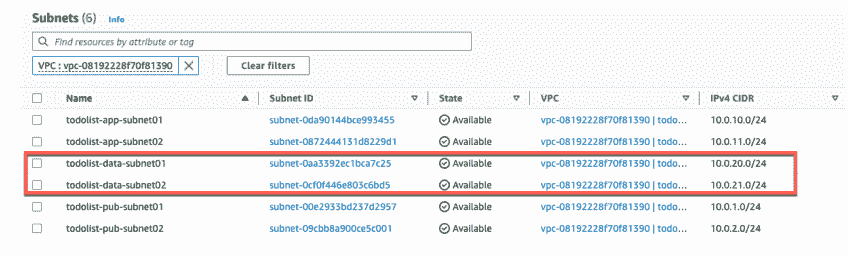 Subnets (6) Info
Find resources by attribute or tag
VPC : vpc-08192228f70f81390 Clear filters
Name Subnet ID State VPC IPv4 CIDR
todolist-app-subnet01 subnet-0da90144bce993455 Available vpc-08192228f70f81390 | todo... 10.0.10.0/24
todolist-app-subnet02 subnet-0872444131d8229d1 Available vpc-08192228f70f81390 | todo... 10.0.11.0/24
todolist-data-subnet01 subnet-0aa3392ec1bca7c25 Available vpc-08192228f70f81390 | todo... 10.0.20.0/24
todolist-data-subnet02 subnet-0cf0f446e803c6bd5 Available vpc-08192228f70f81390 | todo... 10.0.21.0/24
todolist-pub-subnet01 subnet-00e2933bd237d2957 Available vpc-08192228f70f81390 | todo... 10.0.1.0/24
todolist-pub-subnet02 subnet-09cbb8a900ce5c001 Available vpc-08192228f70f81390 | todo... 10.0.2.0/24